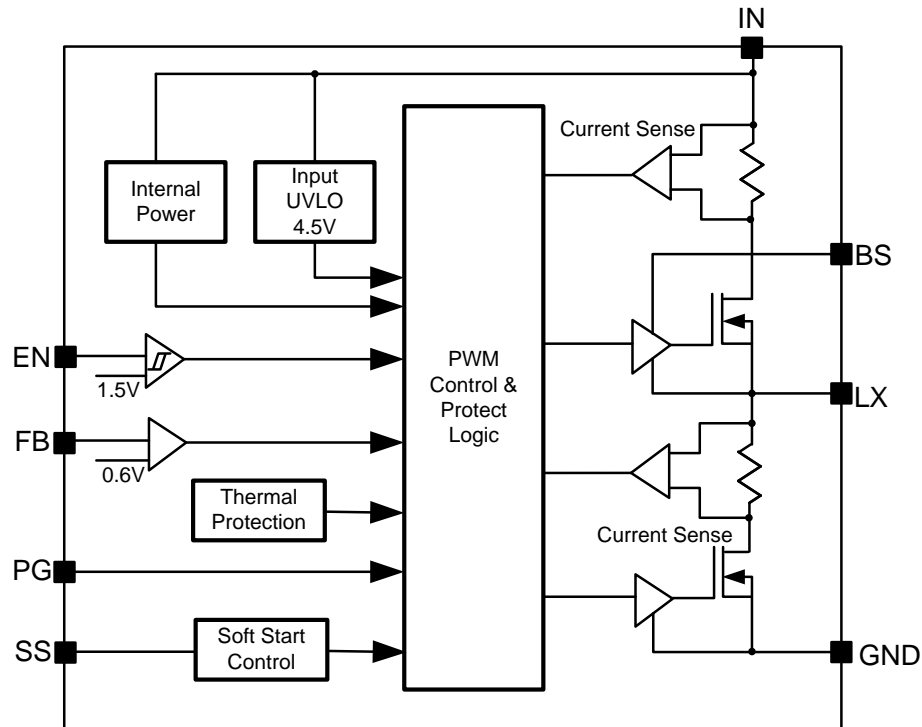 IN
Current Sense
Internal
Power
Input
UVLO
4.5V
BS
EN
1.5V
PWM
Control &
Protect
Logic
LX
FB
0.6V
Thermal
Protection
Current Sense
PG
SS
Soft Start
Control
GND